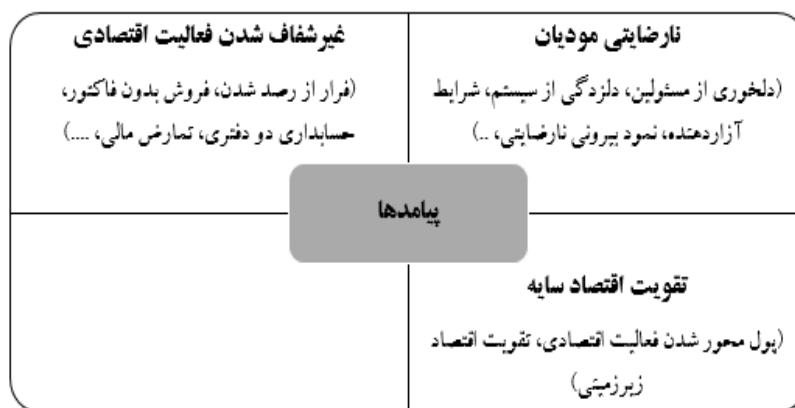 نارضایتی مودیان
(دلخوری از مسئولین، دلزدگی از سیستم، شرایط
آزاردهنده، نمود بیرونی نارضایتی، ..)
غیرشفاف شدن فعالیت اقتصادی
(فرار از رصد شدن، فروش بدون فاکتور،
حسابداری دو دفتری، تمارض مالی، ....)
پیامدها
تقویت اقتصاد سایه
(پول محور شدن فعالیت اقتصادی، تقویت اقتصاد
زیرزمینی)